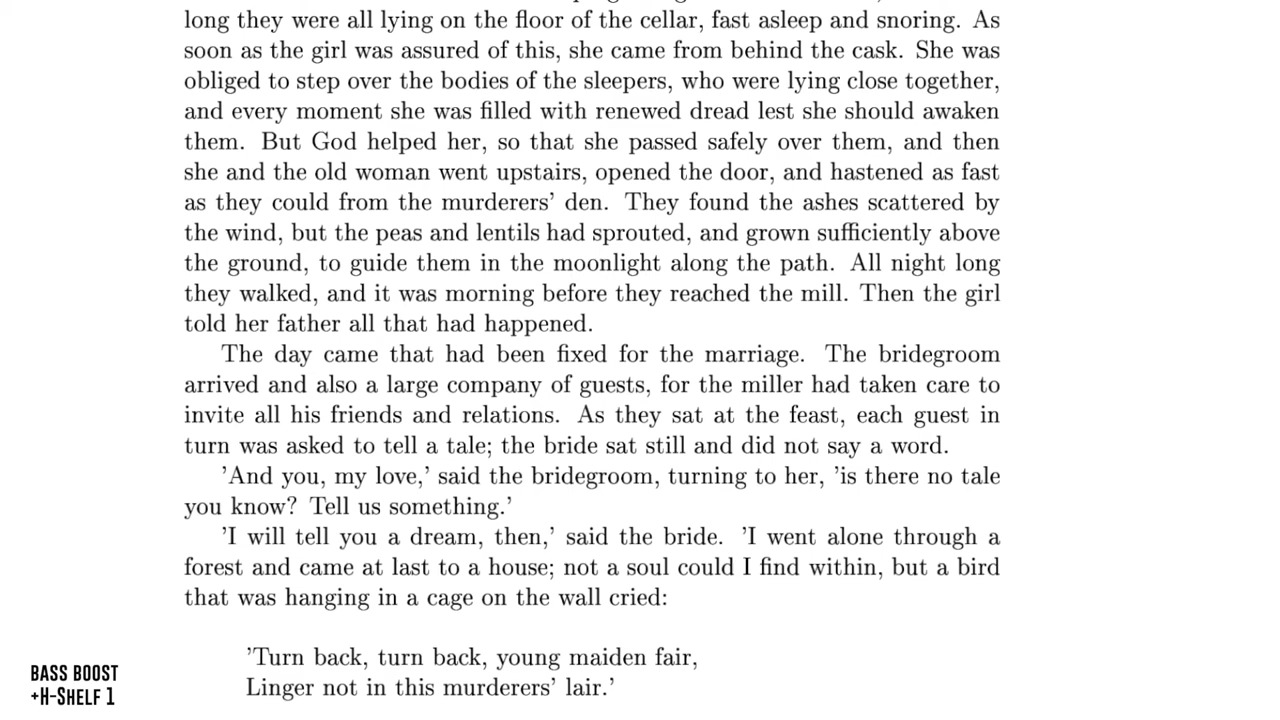 long they were all lying on the floor of the cellar, fast asleep and snoring. As
soon as the girl was assured of this, she came from behind the cask. She was
obliged to step over the bodies of the sleepers, who were lying close together,
and every moment she was filled with renewed dread lest she should awaken
them. But God helped her, so that she passed safely over them, and then
she and the old woman went upstairs, opened the door, and hastened as fast
as they could from the murderers’ den. They found the ashes scattered by
the wind, but the peas and lentils had sprouted, and grown sufficiently above
the ground, to guide them in the moonlight along the path. All night long
they walked, and it was morning before they reached the mill. Then the girl
told her father all that had happened.
The day came that had been fixed for the marriage. The bridegroom
arrived and also a large company of guests, for the miller had taken care to
invite all his friends and relations. As they sat at the feast, each guest in
turn was asked to tell a tale; the bride sat still and did not say a word.
’And you, my love,’ said the bridegroom, turning to her, ’is there no tale
you know? Tell us something.’
’I will tell you a dream, then,’ said the bride. ’I went alone through a
forest and came at last to a house; not a soul could I find within, but a bird
that was hanging in a cage on the wall cried:
’Turn back, turn back, young maiden fair,
Linger not in this murderers’ lair.’
BASS BOOST
+H-SHELF 1